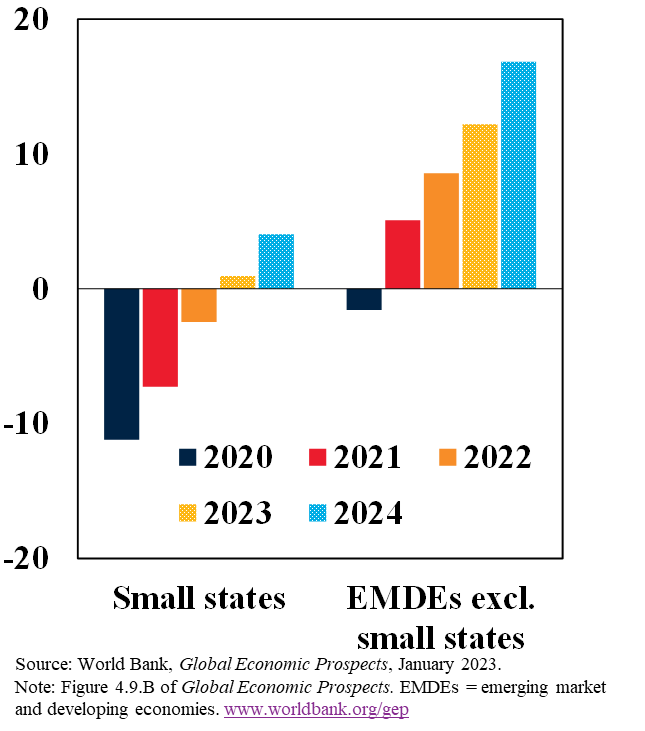 20
10
0
-10
-20
2020 2021 2022
2023 2024
Small states EMDEs excl.
small states
Source: World Bank, Global Economic Prospects, January 2023.
Note: Figure 4.9.B of Global Economic Prospects. EMDEs = emerging market
and developing economies. www.worldbank.org/gep